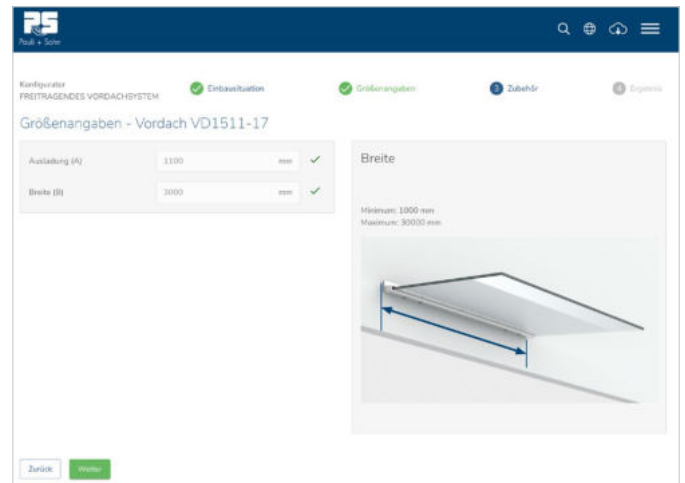 PS
Pauli + Sohn
Konfigurator
FREITRAGENDES VORDACHSYSTEM
Einbausituation
Größenangaben
3 Zubehör
4 Ergebnis
Größenangaben - Vordach VD1511-17
Ausladung (A) 1100 mm
Breite (B) 3000 mm
Breite
Minimum: 1000 mm
Maximum: 30000 mm
Zurück Weiter